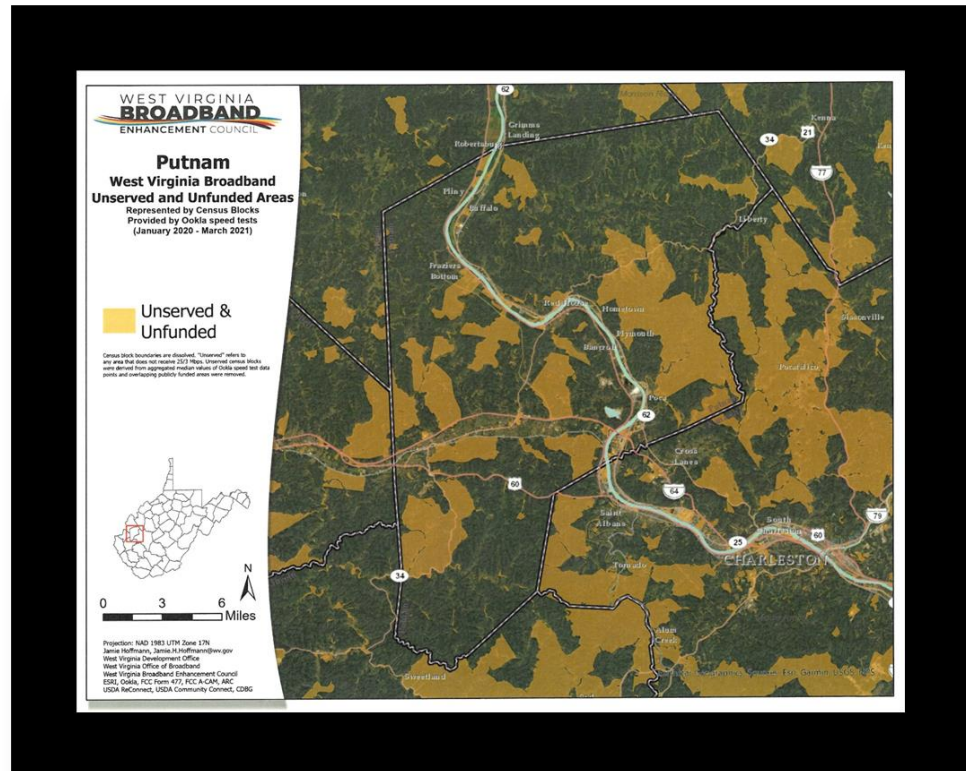 WEST VIRGINIA
BROADBAND
ENHANCEMENT COUNCIL
Putnam
West Virginia Broadband
Unserved and Unfunded Areas
Represented by Census Blocks
Provided by Ookla speed tests
(January 2020 - March 2021)
Unserved &
Unfunded
Census block boundaries are dissolved. "Unserved" refers to
any area that does not receive 25/3 Mbps. Unserved census blocks
were derived from aggregated median values of Ookla speed test data
points and overlapping publicly funded areas were removed.
N
0 3 6
Miles
Projection: NAD 1983 UTM Zone 17N
Jamie Hoffmann, Jamie.H.Hoffmann@wv.gov
West Virginia Development Office
West Virginia Office of Broadband
West Virginia Broadband Enhancement Council
ESRI, Ookla, FCC Form 477, FCC A-CAM, ARC
USDA ReConnect, USDA Community Connect, CDBG
62
Grimms
Landing
Robertsburg
34
21
Kenna
77
Pliny
Buffalo
Liberty
Fraziers
Bottom
Red House
Hometown
Sissonville
Plymouth
Bancroft
Pocatalico
Poca
62
Cross
Lanes
60
64
79
Saint
Albans
South
Charleston
25
60
CHARLESTON
Tornado
34
Alum
Creek
Sweetland